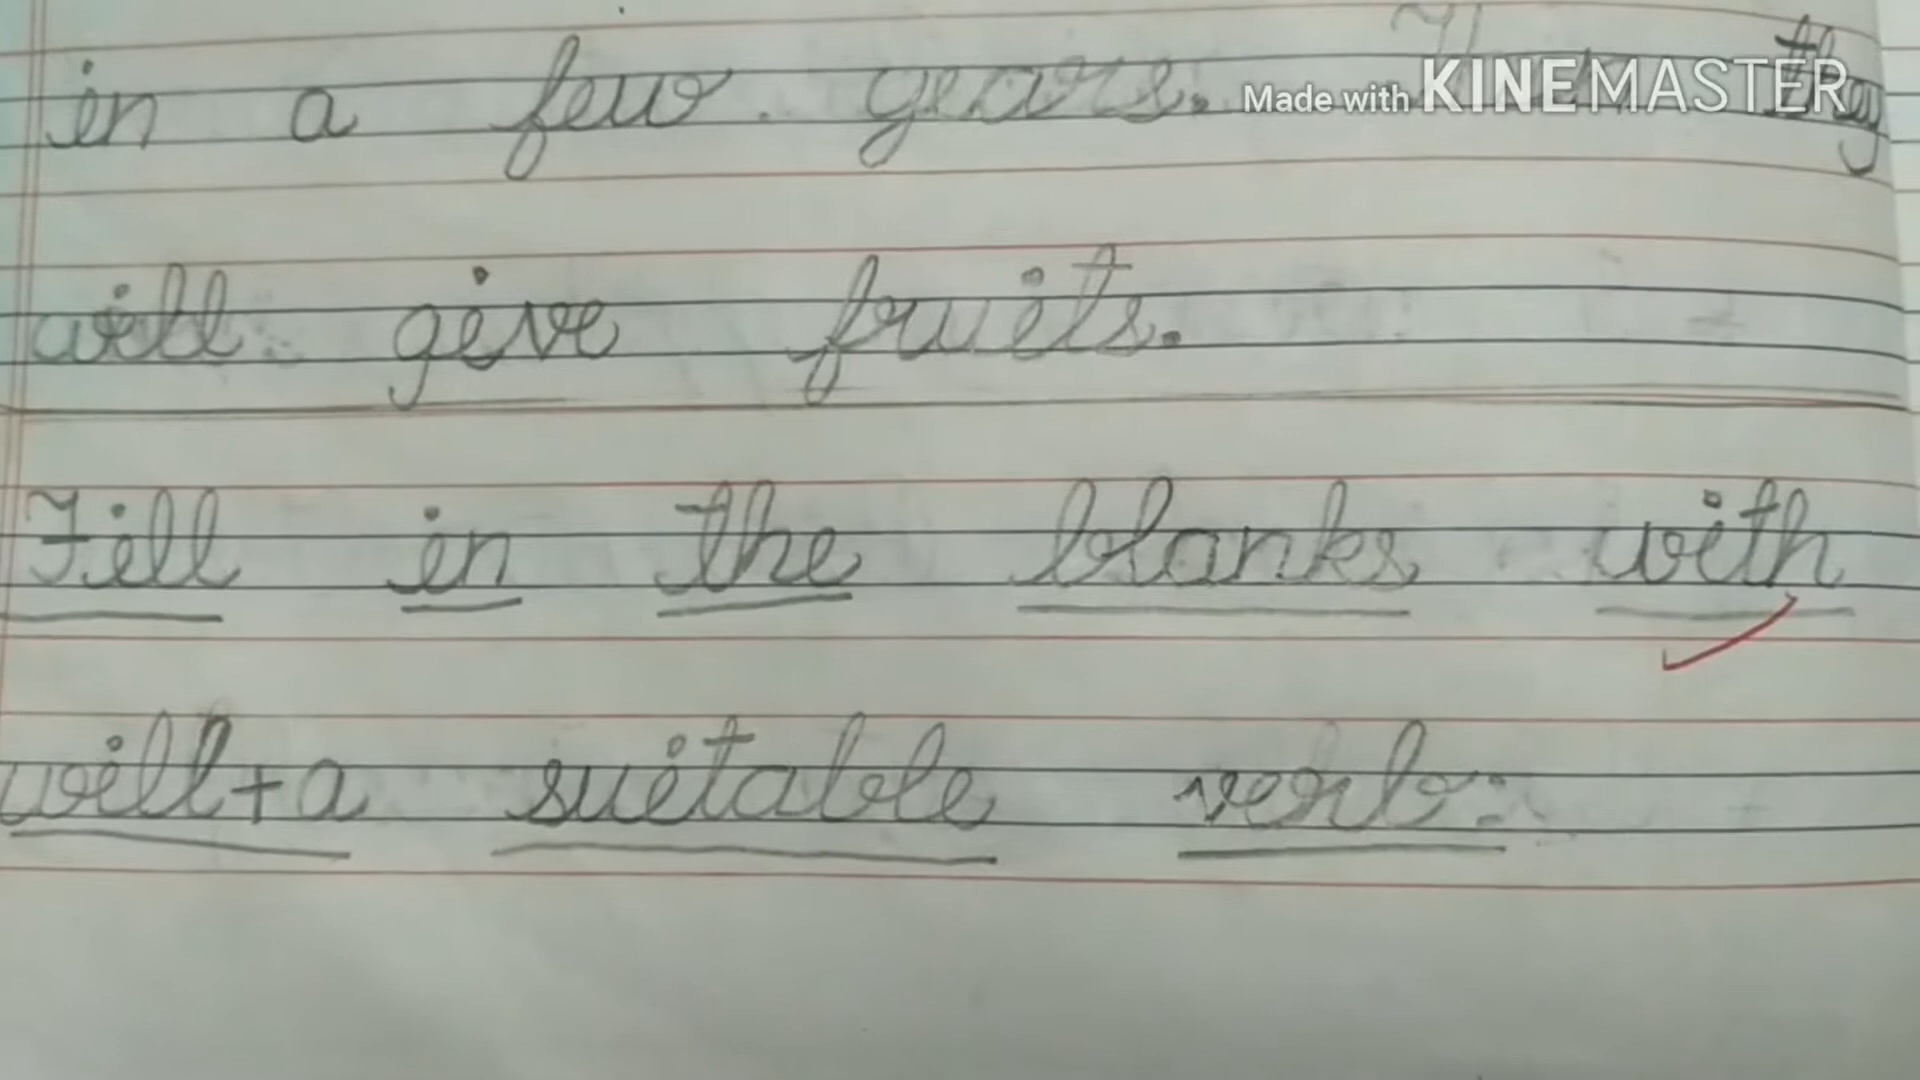 in a few years. they
Made with KINEMASTER
will give fruits.
Fill in the blanks with
will+a suitable verb: